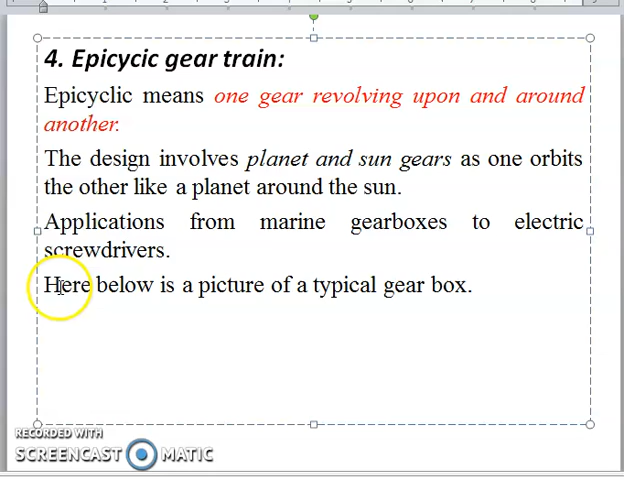 4. Epicycic gear train:
Epicyclic means one gear revolving upon and around
another.
The design involves planet and sun gears as one orbits
the other like a planet around the sun.
Applications from marine gearboxes to electric
screwdrivers.
Here below is a picture of a typical gear box.
RECORDED WITH
SCREENCAST MATIC